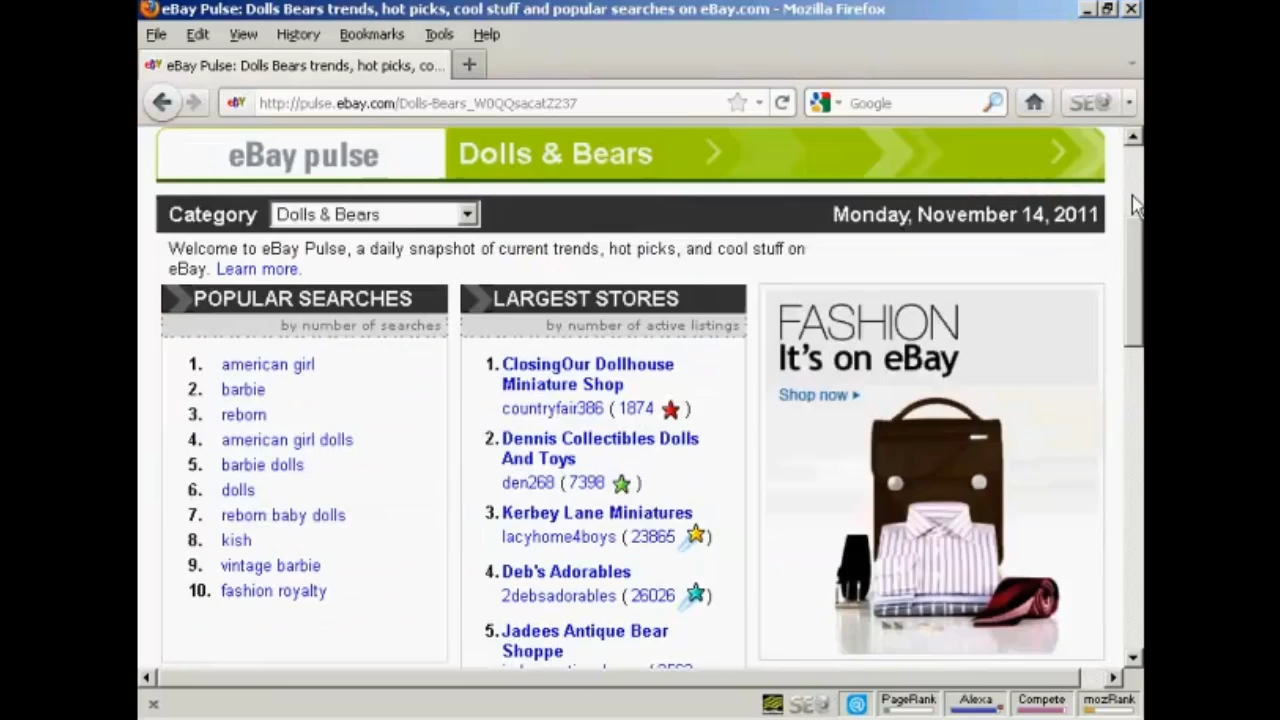 eBay Pulse: Dolls Bears trends, hot picks, cool stuff and popular searches on eBay.com - Mozilla Firefox
File Edit View History Bookmarks Tools Help
eBay Pulse: Dolls Bears trends, hot picks, co...
http://pulse.ebay.com/Dolls-Bears_W0QQsacatZ237
Google
SEO
eBay pulse
Dolls & Bears
Category
Dolls & Bears
Monday, November 14, 2011
Welcome to eBay Pulse, a daily snapshot of current trends, hot picks, and cool stuff on
eBay. Learn more.
POPULAR SEARCHES
by number of searches
1. american girl
2. barbie
3. reborn
4. american girl dolls
5. barbie dolls
6. dolls
7. reborn baby dolls
8. kish
9. vintage barbie
10. fashion royalty
LARGEST STORES
by number of active listings
1. ClosingOur Dollhouse
Miniature Shop
countryfair386 ( 1874 )
2. Dennis Collectibles Dolls
And Toys
den268 ( 7398 )
3. Kerbey Lane Miniatures
lacyhome4boys ( 23865 )
4. Deb's Adorables
2debsadorables ( 26026 )
5. Jadees Antique Bear
Shoppe
FASHION
It's on eBay
Shop now
SEO
PageRank
Alexa
Compete
mozRank